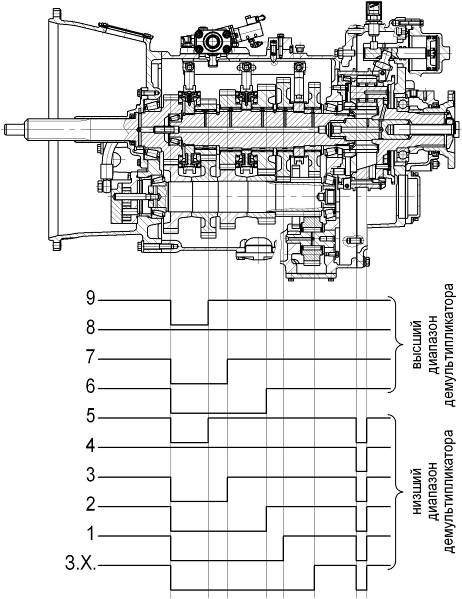 9
8
7
6
5
4
3
2
1
З.Х.
высший
диапазон
демультипликатора
низший
диапазон
демультипликатора